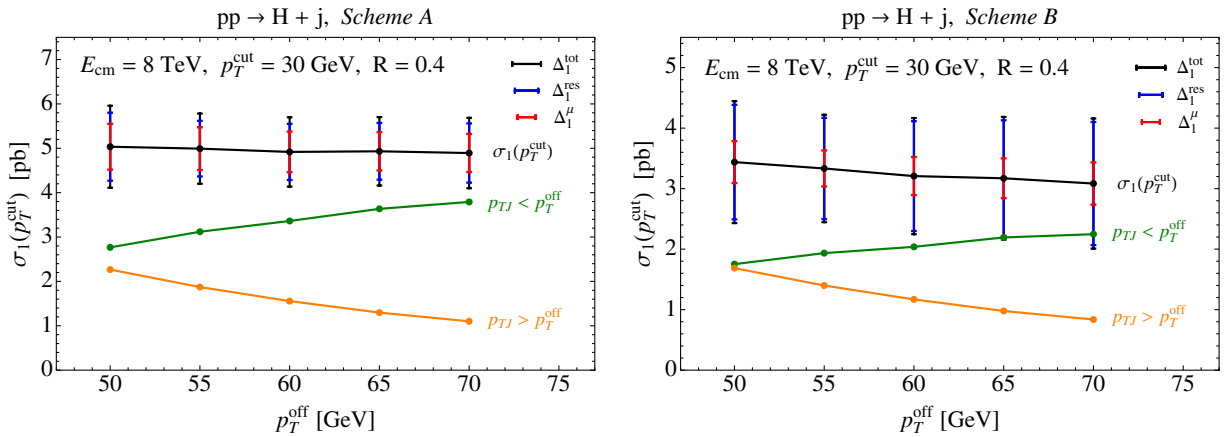 pp → H + j, Scheme A
E_cm = 8 TeV, p_T^cut = 30 GeV, R = 0.4
Δ_1^tot
Δ_1^res
Δ_1^μ
σ_1(p_T^cut)
p_TJ < p_T^off
p_TJ > p_T^off
σ_1(p_T^cut) [pb]
7
6
5
4
3
2
1
0
50 55 60 65 70 75
p_T^off [GeV]
pp → H + j, Scheme B
E_cm = 8 TeV, p_T^cut = 30 GeV, R = 0.4
Δ_1^tot
Δ_1^res
Δ_1^μ
σ_1(p_T^cut)
p_TJ < p_T^off
p_TJ > p_T^off
σ_1(p_T^cut) [pb]
5
4
3
2
1
0
50 55 60 65 70 75
p_T^off [GeV]